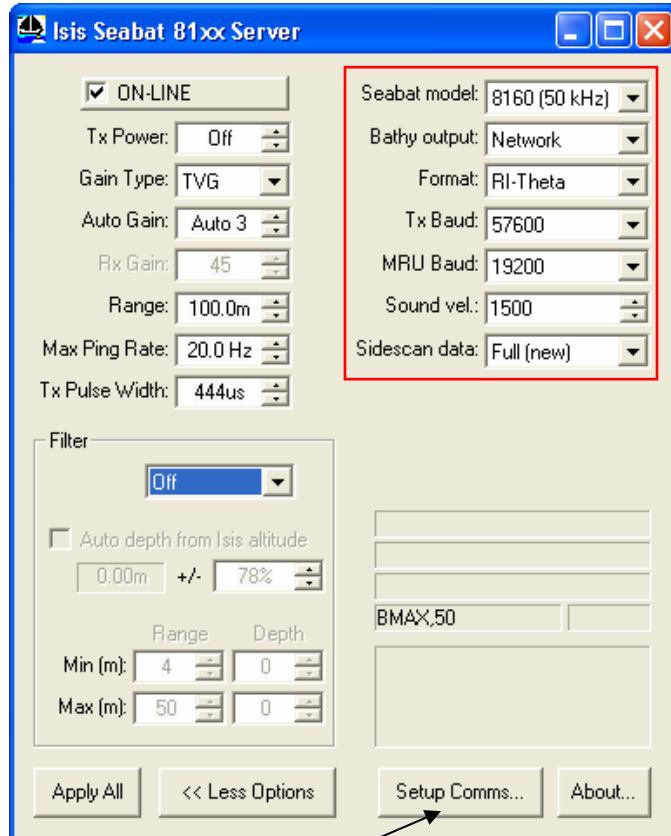 Isis Seabat 81xx Server
ON-LINE
Tx Power: Off
Gain Type: TVG
Auto Gain: Auto 3
Rx Gain: 45
Range: 100.0m
Max Ping Rate: 20.0 Hz
Tx Pulse Width: 444us
Seabat model: 8160 (50 kHz)
Bathy output: Network
Format: RI-Theta
Tx Baud: 57600
MRU Baud: 19200
Sound vel.: 1500
Sidescan data: Full (new)
Filter
Off
Auto depth from Isis altitude
0.00m +/- 78%
Range Depth
Min (m): 4 0
Max (m): 50 0
BMAX,50
Apply All << Less Options Setup Comms... About...